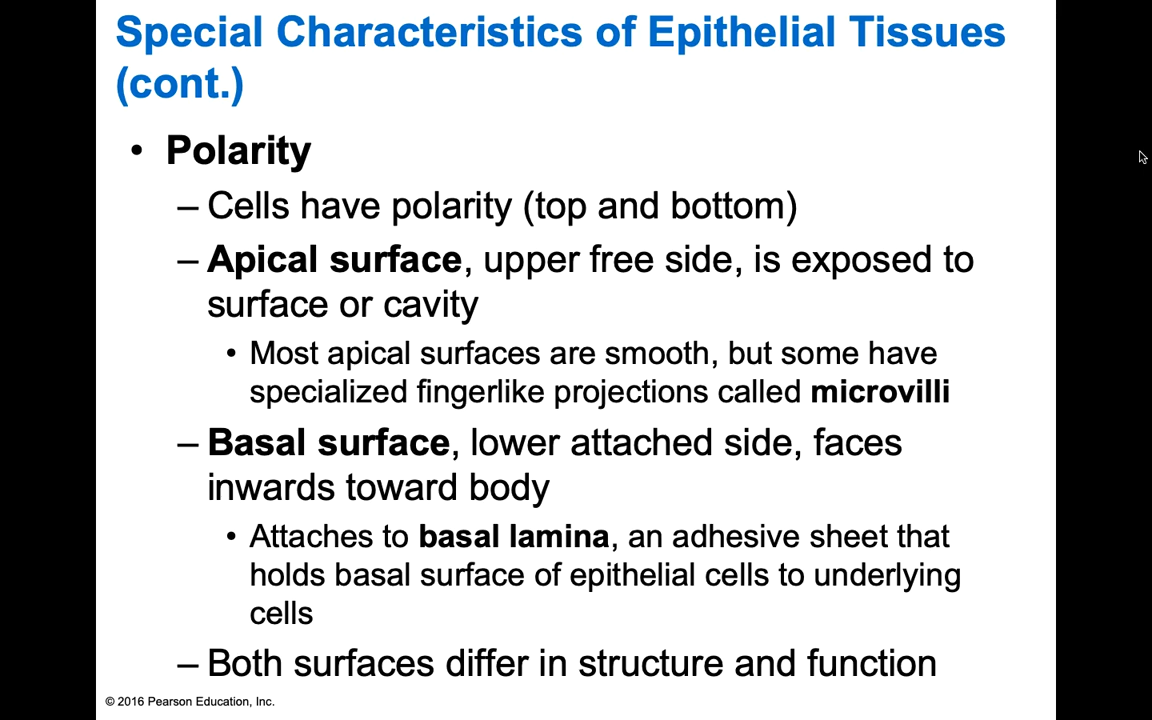 Special Characteristics of Epithelial Tissues
(cont.)
• Polarity
– Cells have polarity (top and bottom)
– Apical surface, upper free side, is exposed to
surface or cavity
• Most apical surfaces are smooth, but some have
specialized fingerlike projections called microvilli
– Basal surface, lower attached side, faces
inwards toward body
• Attaches to basal lamina, an adhesive sheet that
holds basal surface of epithelial cells to underlying
cells
– Both surfaces differ in structure and function
© 2016 Pearson Education, Inc.